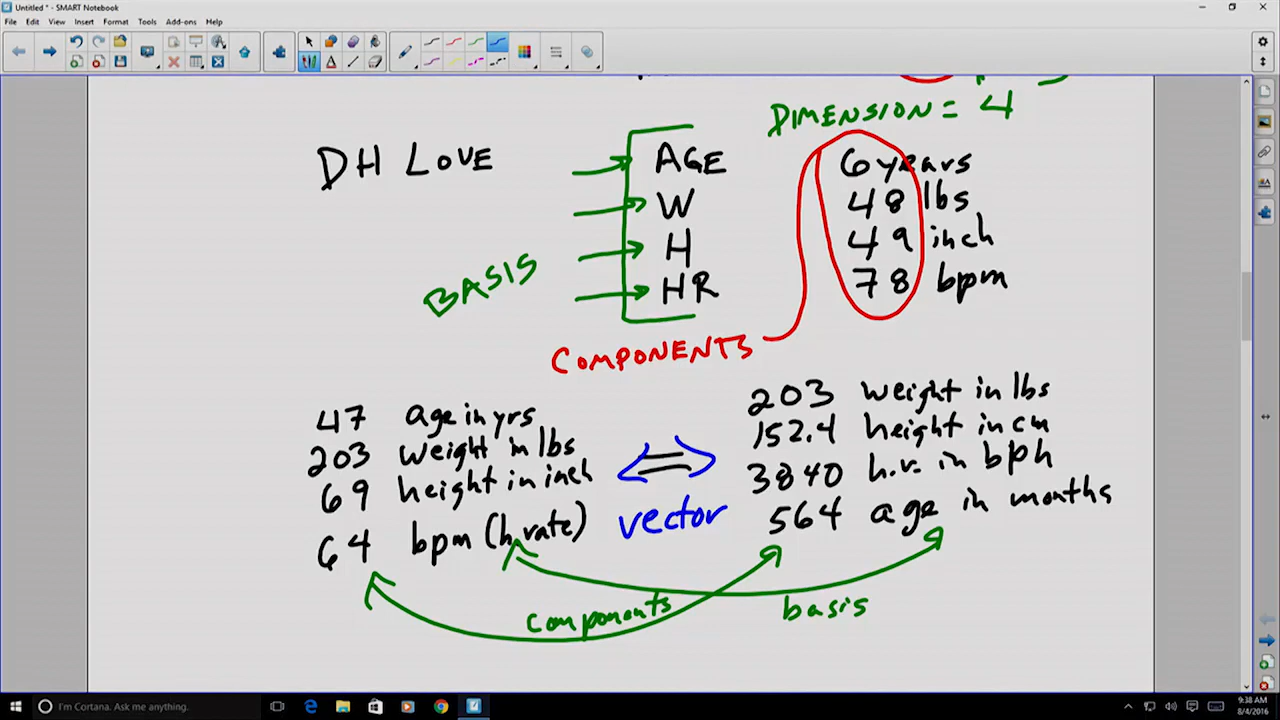 Untitled * - SMART Notebook
File Edit View Insert Format Tools Add-ons Help
DIMENSION = 4
DH LOVE
AGE
W
H
HR
6 years
48 lbs
49 inch
78 bpm
BASIS
COMPONENTS
47 age in yrs
203 weight in lbs
69 height in inch
64 bpm (h rate)
vector
203 weight in lbs
152.4 height in cm
3840 h.r. in bph
564 age in months
components
basis
I'm Cortana. Ask me anything.
9:38 AM
8/4/2016